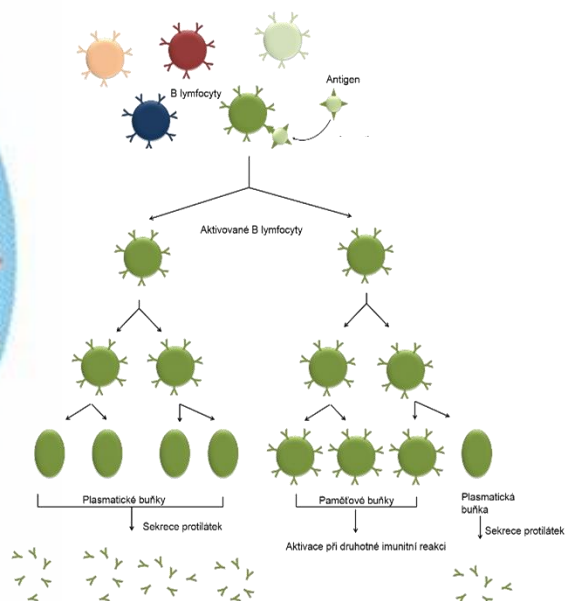 Antigen
B lymfocyty
Aktivované B lymfocyty
Plasmatické buňky
Paměťové buňky
Plasmatická
buňka
Sekrece protilátek
Sekrece protilátek
Aktivace při druhotné imunitní reakci